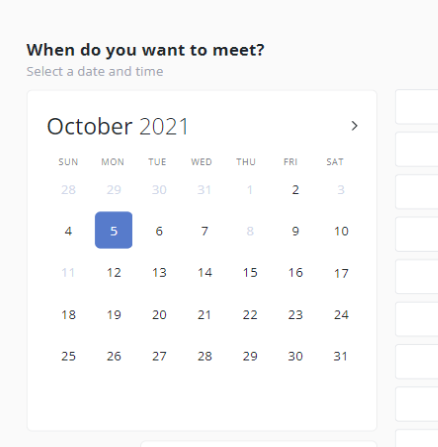 When do you want to meet?
Select a date and time
October 2021
SUN MON TUE WED THU FRI SAT
28 29 30 31 1 2 3
4 5 6 7 8 9 10
11 12 13 14 15 16 17
18 19 20 21 22 23 24
25 26 27 28 29 30 31